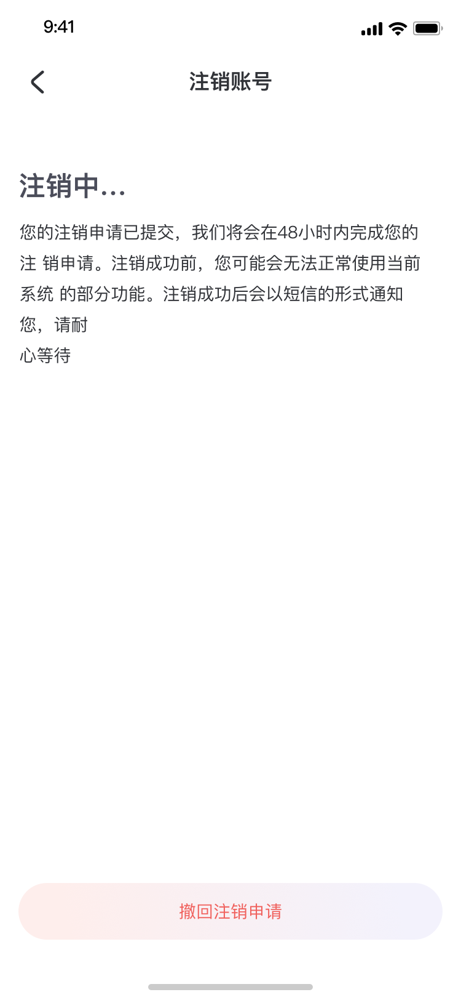 9:41
注销账号
注销中...
您的注销申请已提交，我们将会在48小时内完成您的
注 销申请。注销成功前，您可能会无法正常使用当前
系统 的部分功能。注销成功后会以短信的形式通知
您，请耐
心等待
撤回注销申请